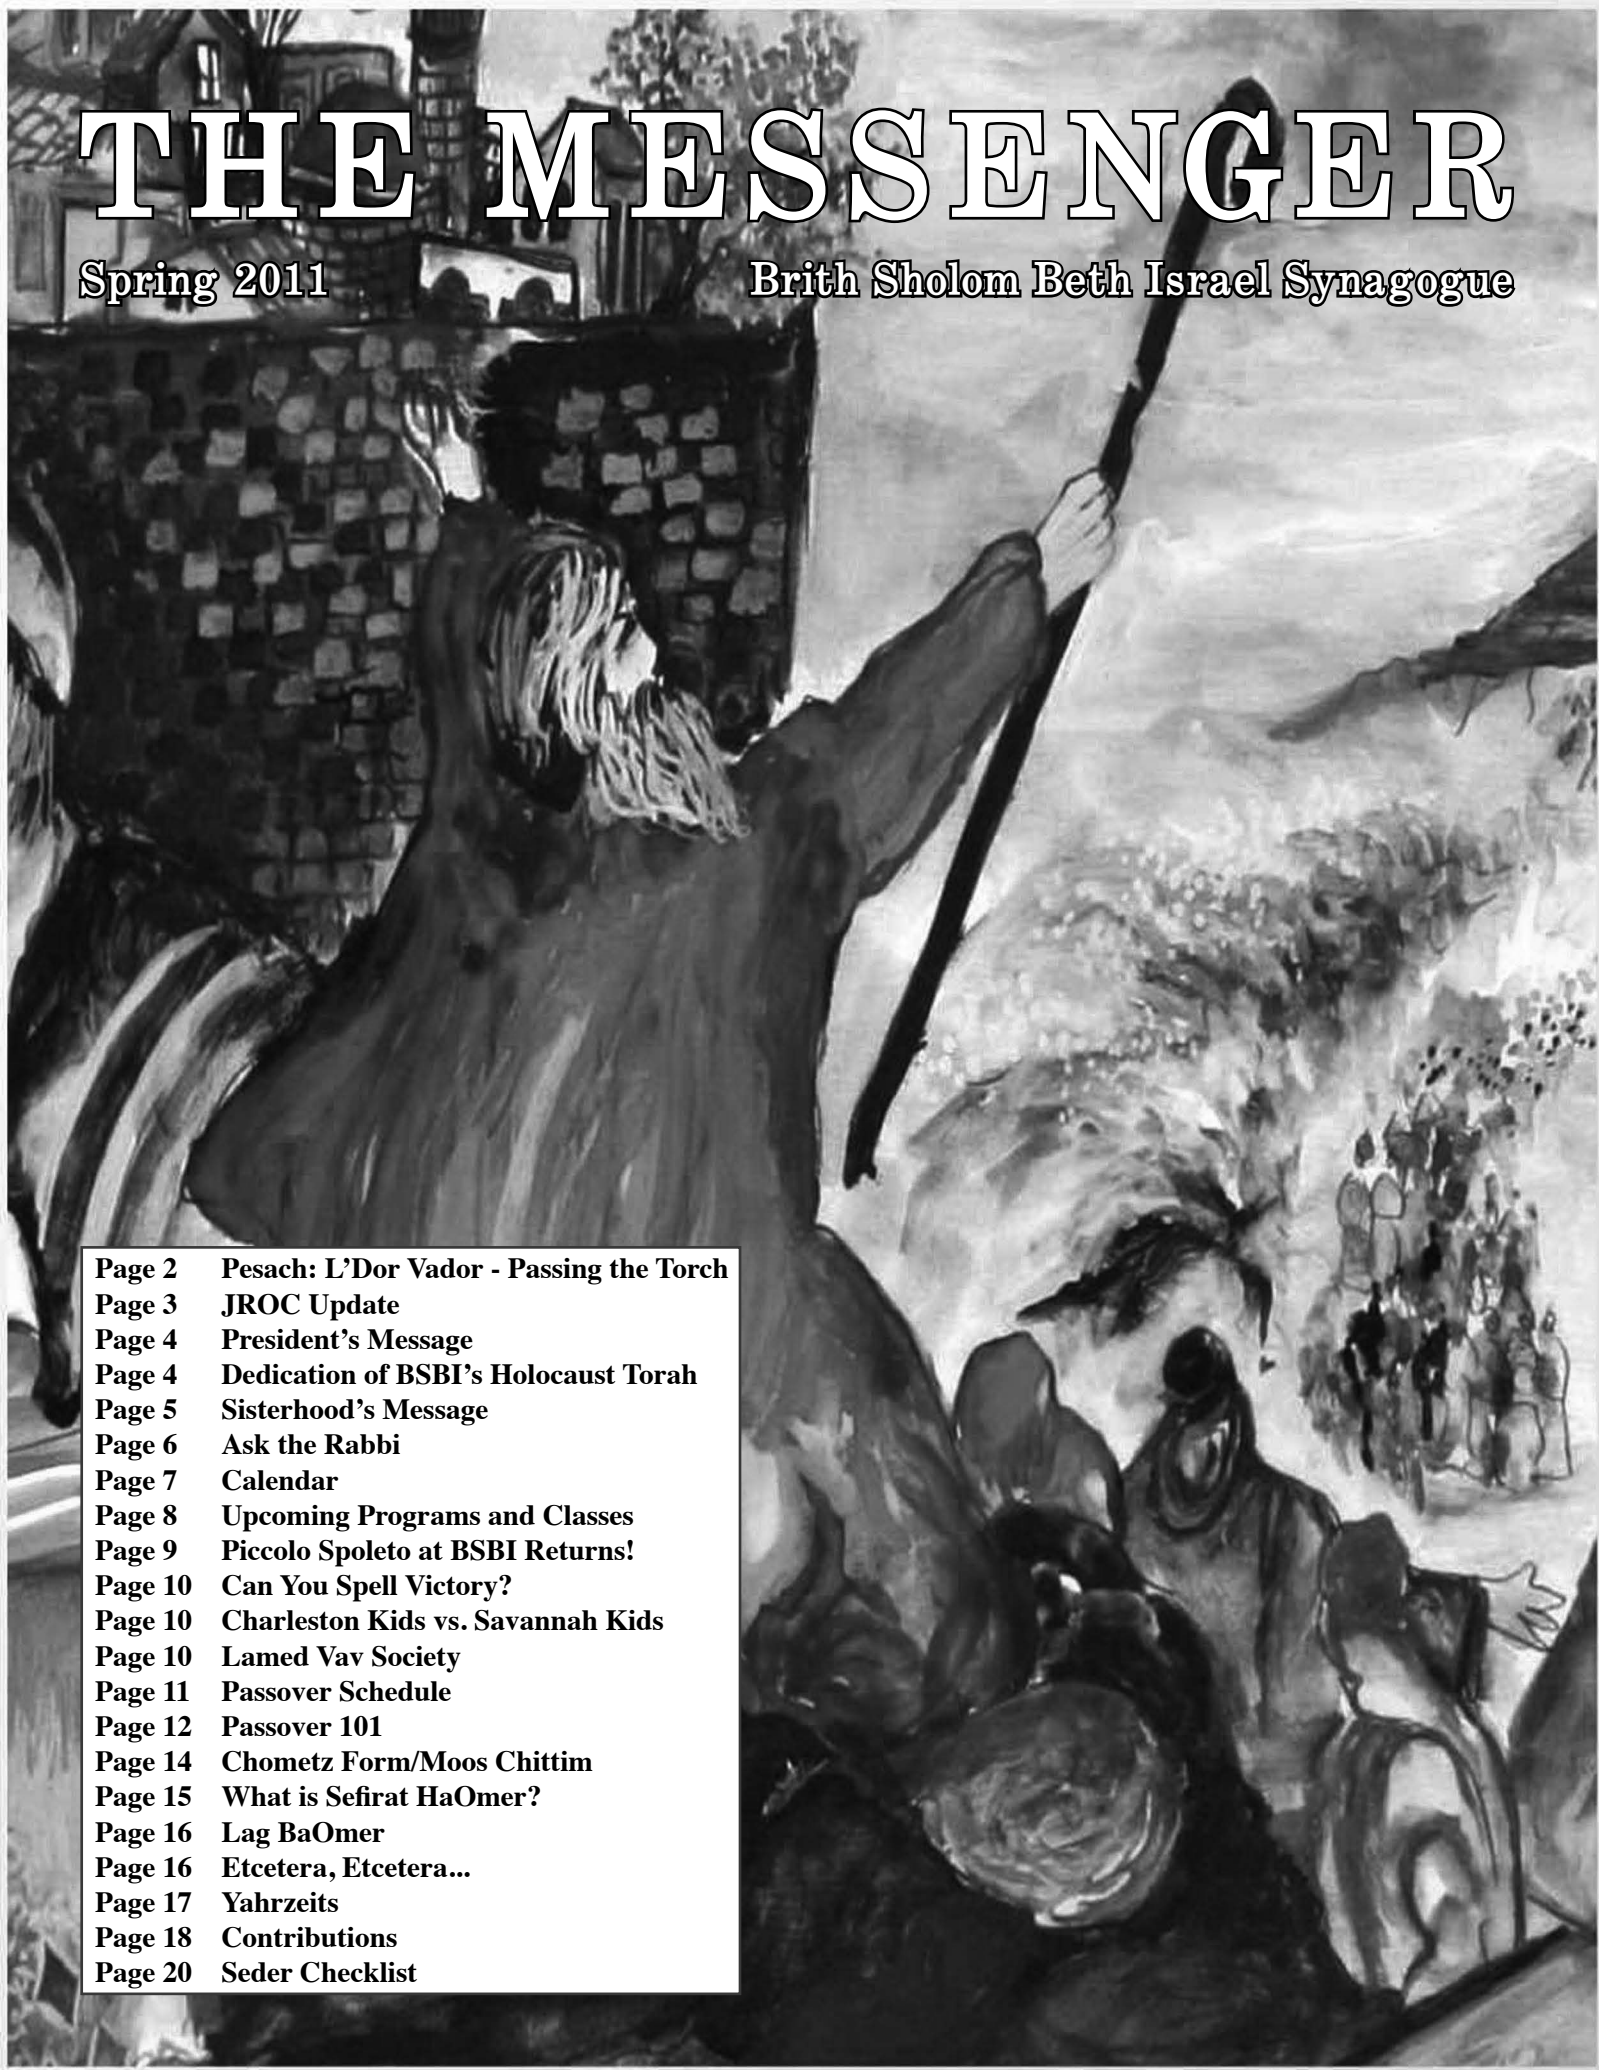 THE MESSENGER
Spring 2011 Brith Sholom Beth Israel Synagogue
Page 2 Pesach: L’Dor Vador - Passing the Torch
Page 3 JROC Update
Page 4 President’s Message
Page 4 Dedication of BSBI’s Holocaust Torah
Page 5 Sisterhood’s Message
Page 6 Ask the Rabbi
Page 7 Calendar
Page 8 Upcoming Programs and Classes
Page 9 Piccolo Spoleto at BSBI Returns!
Page 10 Can You Spell Victory?
Page 10 Charleston Kids vs. Savannah Kids
Page 10 Lamed Vav Society
Page 11 Passover Schedule
Page 12 Passover 101
Page 14 Chometz Form/Moos Chittim
Page 15 What is Sefirat HaOmer?
Page 16 Lag BaOmer
Page 16 Etcetera, Etcetera...
Page 17 Yahrzeits
Page 18 Contributions
Page 20 Seder Checklist